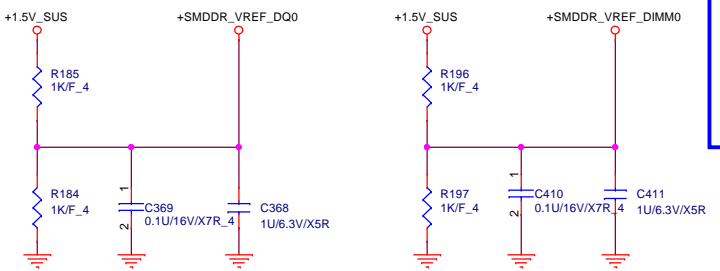 +1.5V_SUS
+SMDDR_VREF_DQ0
R185
1K/F_4
R184
1K/F_4
1
2
C369
0.1U/16V/X7R_4
C368
1U/6.3V/X5R
+1.5V_SUS
+SMDDR_VREF_DIMM0
R196
1K/F_4
R197
1K/F_4
1
2
C410
0.1U/16V/X7R_4
C411
1U/6.3V/X5R